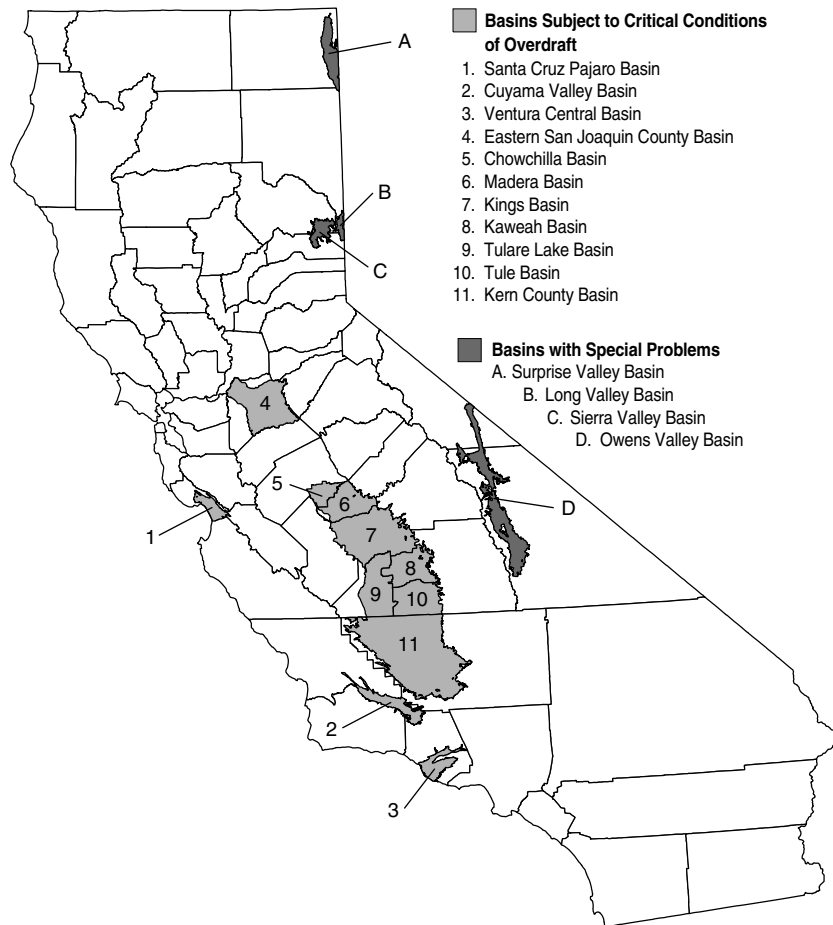 Basins Subject to Critical Conditions
of Overdraft
1. Santa Cruz Pajaro Basin
2. Cuyama Valley Basin
3. Ventura Central Basin
4. Eastern San Joaquin County Basin
5. Chowchilla Basin
6. Madera Basin
7. Kings Basin
8. Kaweah Basin
9. Tulare Lake Basin
10. Tule Basin
11. Kern County Basin
Basins with Special Problems
A. Surprise Valley Basin
B. Long Valley Basin
C. Sierra Valley Basin
D. Owens Valley Basin
A
B
C
4
5
6
D
1
7
8
9
10
11
2
3